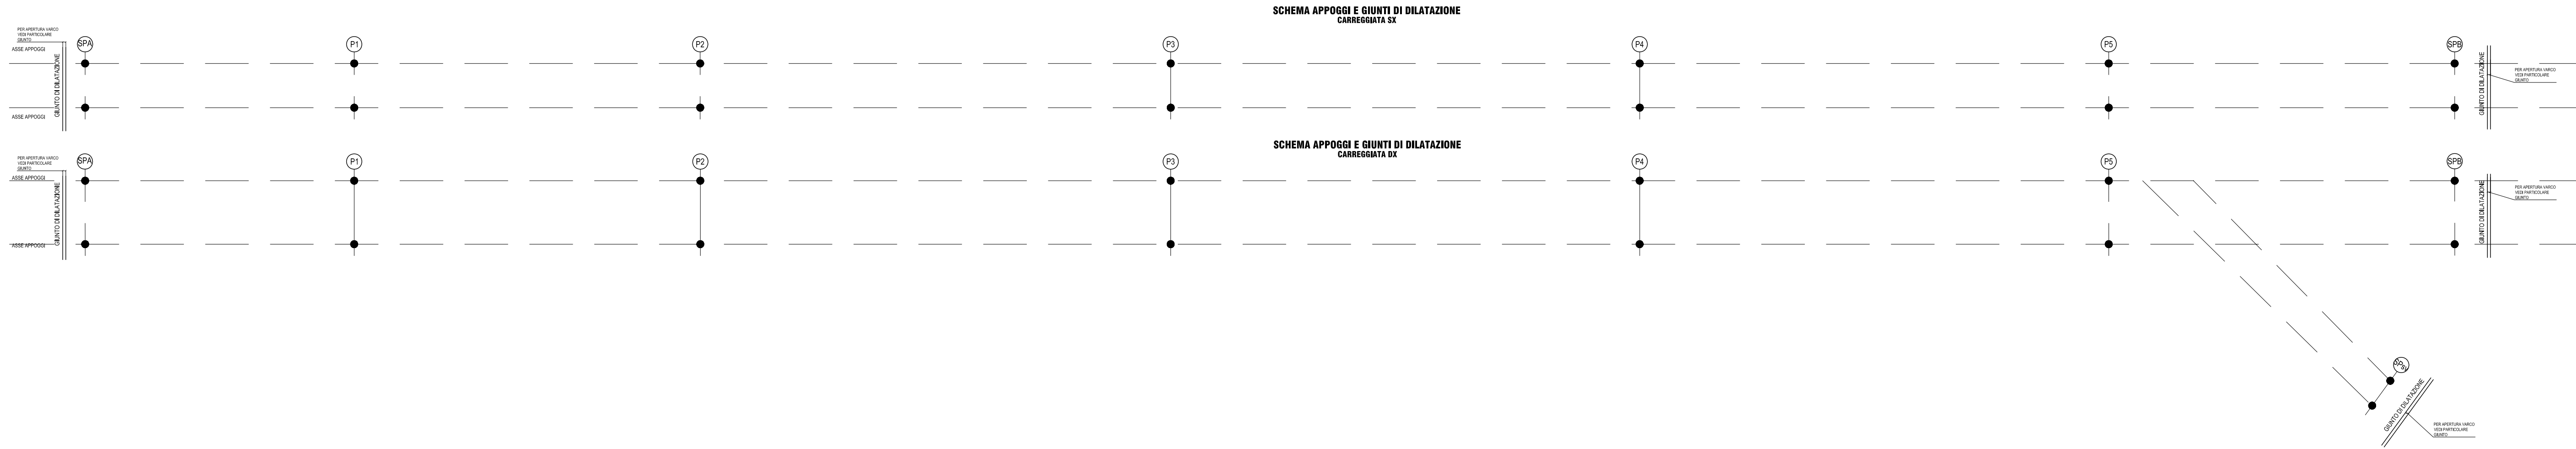 SCHEMA APPOGGI E GIUNTI DI DILATAZIONE
CARREGGIATA SX
PER APERTURA VARCO
VEDI PARTICOLARE
GIUNTO
ASSE APPOGGI
GIUNTO DI DILATAZIONE
ASSE APPOGGI
SPA
P1
P2
P3
P4
P5
SPB
GIUNTO DI DILATAZIONE
PER APERTURA VARCO
VEDI PARTICOLARE
GIUNTO
SCHEMA APPOGGI E GIUNTI DI DILATAZIONE
CARREGGIATA DX
PER APERTURA VARCO
VEDI PARTICOLARE
GIUNTO
ASSE APPOGGI
GIUNTO DI DILATAZIONE
ASSE APPOGGI
SPA
P1
P2
P3
P4
P5
SPB
GIUNTO DI DILATAZIONE
PER APERTURA VARCO
VEDI PARTICOLARE
GIUNTO
GIUNTO DI DILATAZIONE
PER APERTURA VARCO
VEDI PARTICOLARE
GIUNTO